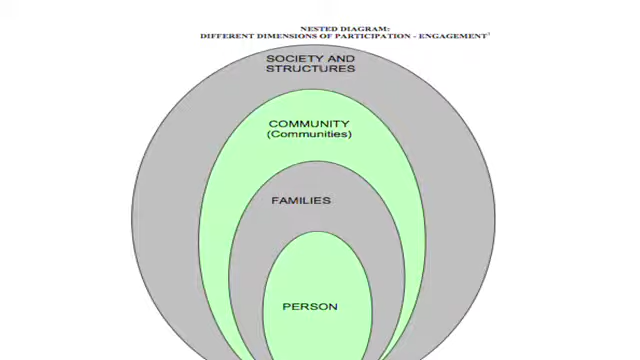 NESTED DIAGRAM:
DIFFERENT DIMENSIONS OF PARTICIPATION - ENGAGEMENT
SOCIETY AND
STRUCTURES
COMMUNITY
(Communities)
FAMILIES
PERSON